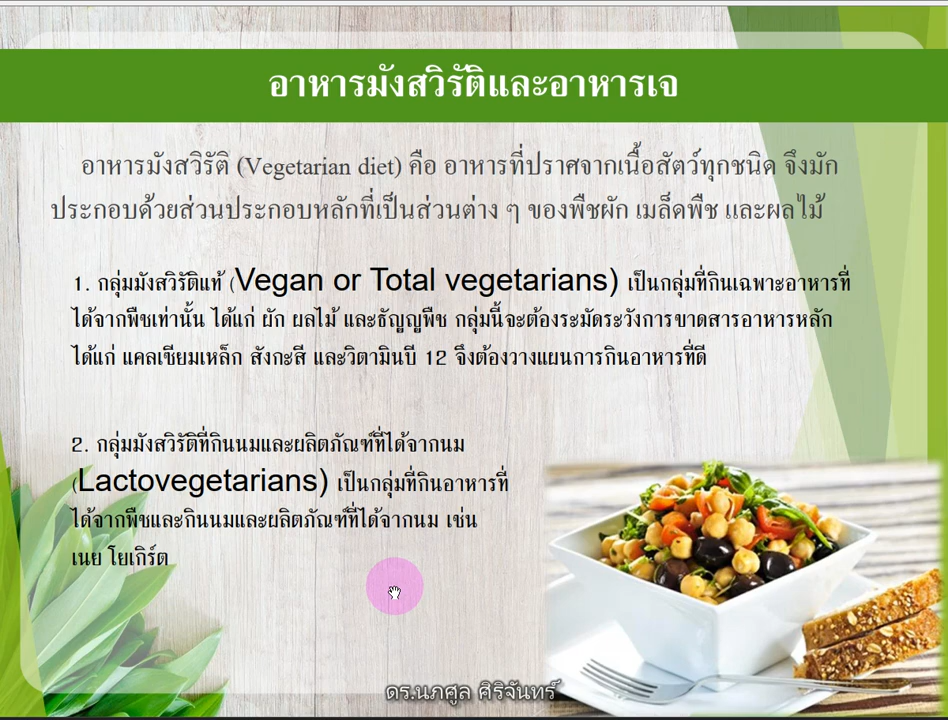 อาหารมังสวิรัติและอาหารเจ
อาหารมังสวิรัติ (Vegetarian diet) คือ อาหารที่ปราศจากเนื้อสัตว์ทุกชนิด จึงมัก
ประกอบด้วยส่วนประกอบหลักที่เป็นส่วนต่าง ๆ ของพืชผัก เมล็ดพืช และผลไม้
1. กลุ่มมังสวิรัติแท้ (Vegan or Total vegetarians) เป็นกลุ่มที่กินเฉพาะอาหารที่
ได้จากพืชเท่านั้น ได้แก่ ผัก ผลไม้ และธัญญพืช กลุ่มนี้จะต้องระมัดระวังการขาดสารอาหารหลัก
ได้แก่ แคลเซียมเหล็ก สังกะสี และวิตามินบี 12 จึงต้องวางแผนการกินอาหารที่ดี
2. กลุ่มมังสวิรัติที่กินนมและผลิตภัณฑ์ที่ได้จากนม
(Lactovegetarians) เป็นกลุ่มที่กินอาหารที่
ได้จากพืชและกินนมและผลิตภัณฑ์ที่ได้จากนม เช่น
เนย โยเกิร์ต
ดร.นภศูล ศิริจันทร์